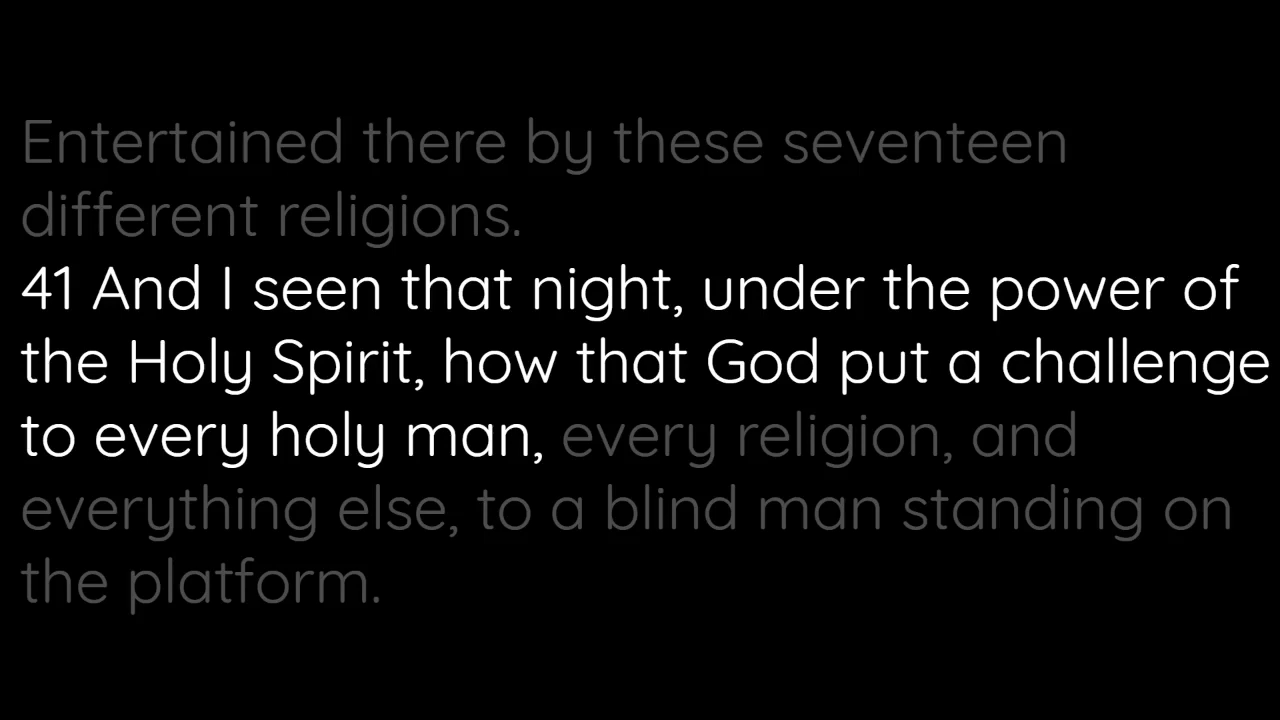 Entertained there by these seventeen
different religions.
41 And I seen that night, under the power of
the Holy Spirit, how that God put a challenge
to every holy man, every religion, and
everything else, to a blind man standing on
the platform.